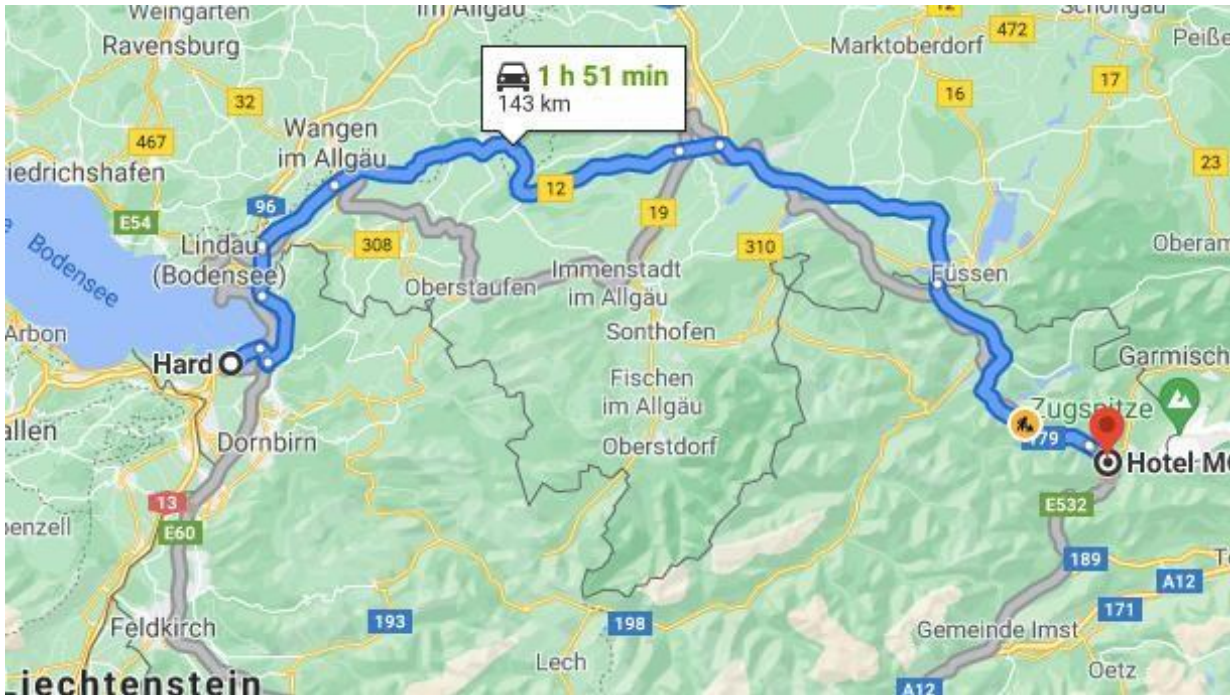 Weingarten
im Allgäu
12
472
Schongau
Ravensburg
Marktoberdorf
Peiße
1 h 51 min
143 km
32
17
16
467
Wangen
im Allgäu
23
riedrichshafen
96
12
E54
19
Lindau
(Bodensee)
308
310
Oberam
Bodensee
Immenstadt
im Allgäu
Füssen
Oberstaufen
Arbon
Sonthofen
Hard
Garmisch
Fischen
im Allgäu
Zugspitze
allen
Dornbirn
Oberstdorf
179
Hotel M
13
E532
penzell
E60
189
A12
171
193
198
Feldkirch
Gemeinde Imst
Lech
Oetz
Liechtenstein
A12